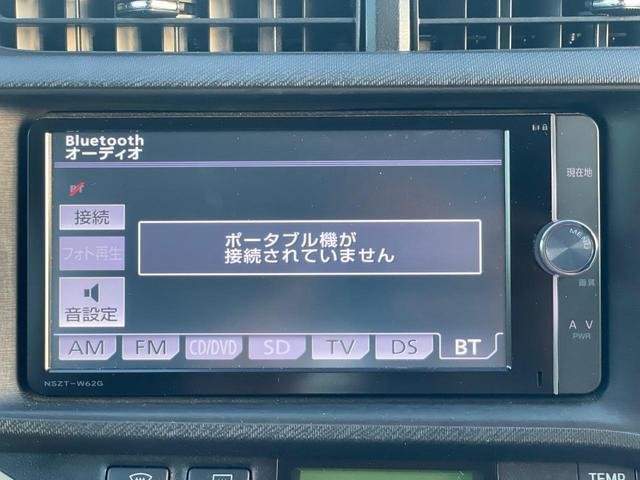 Bluetooth
オーディオ
BT
接続
フォト再生
音設定
ポータブル機が
接続されていません
AM FM CD/DVD SD TV DS BT
NSZT-W62G
現在地
MENU
画質
AV
PWR
TEMP